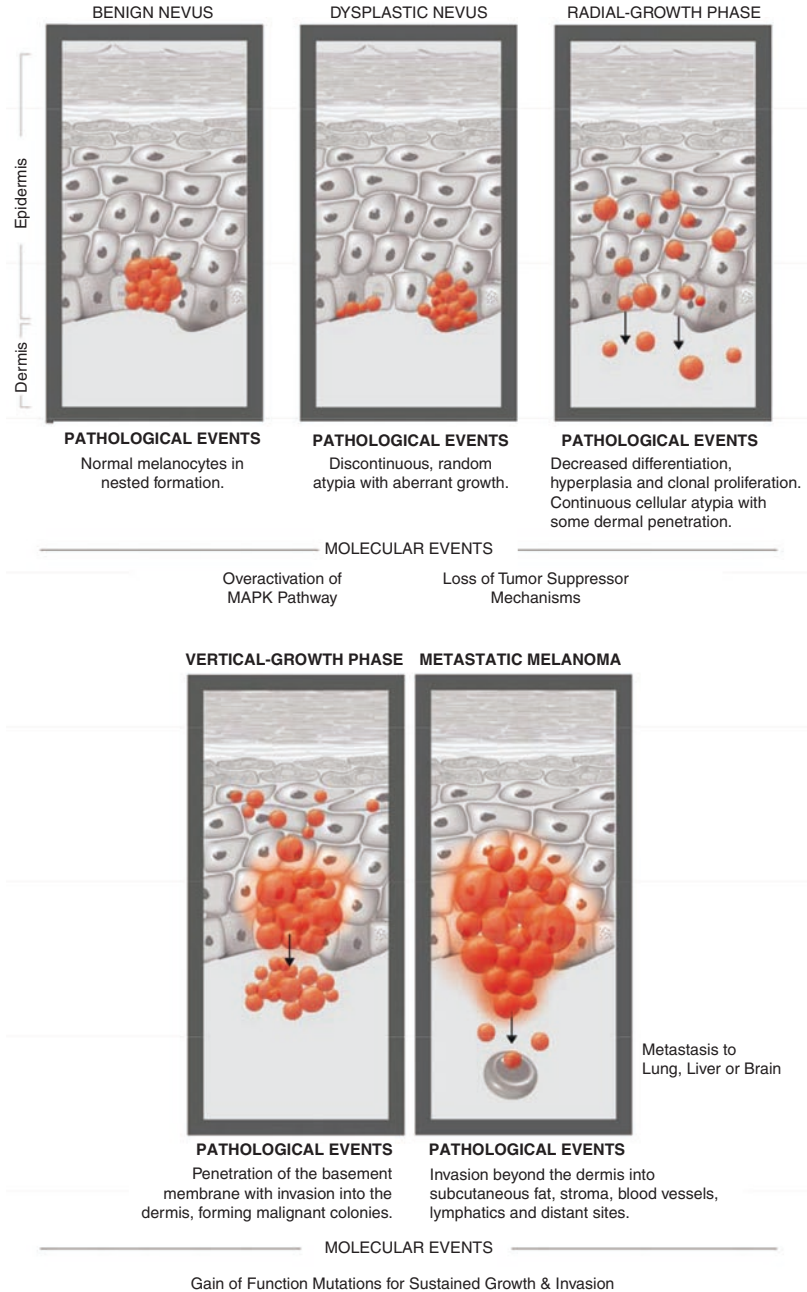 BENIGN NEVUS
DYSPLASTIC NEVUS
RADIAL-GROWTH PHASE
Epidermis
Dermis
PATHOLOGICAL EVENTS
Normal melanocytes in
nested formation.
PATHOLOGICAL EVENTS
Discontinuous, random
atypia with aberrant growth.
PATHOLOGICAL EVENTS
Decreased differentiation,
hyperplasia and clonal proliferation.
Continuous cellular atypia with
some dermal penetration.
MOLECULAR EVENTS
Overactivation of
MAPK Pathway
Loss of Tumor Suppressor
Mechanisms
VERTICAL-GROWTH PHASE
METASTATIC MELANOMA
Metastasis to
Lung, Liver or Brain
PATHOLOGICAL EVENTS
Penetration of the basement
membrane with invasion into the
dermis, forming malignant colonies.
PATHOLOGICAL EVENTS
Invasion beyond the dermis into
subcutaneous fat, stroma, blood vessels,
lymphatics and distant sites.
MOLECULAR EVENTS
Gain of Function Mutations for Sustained Growth & Invasion